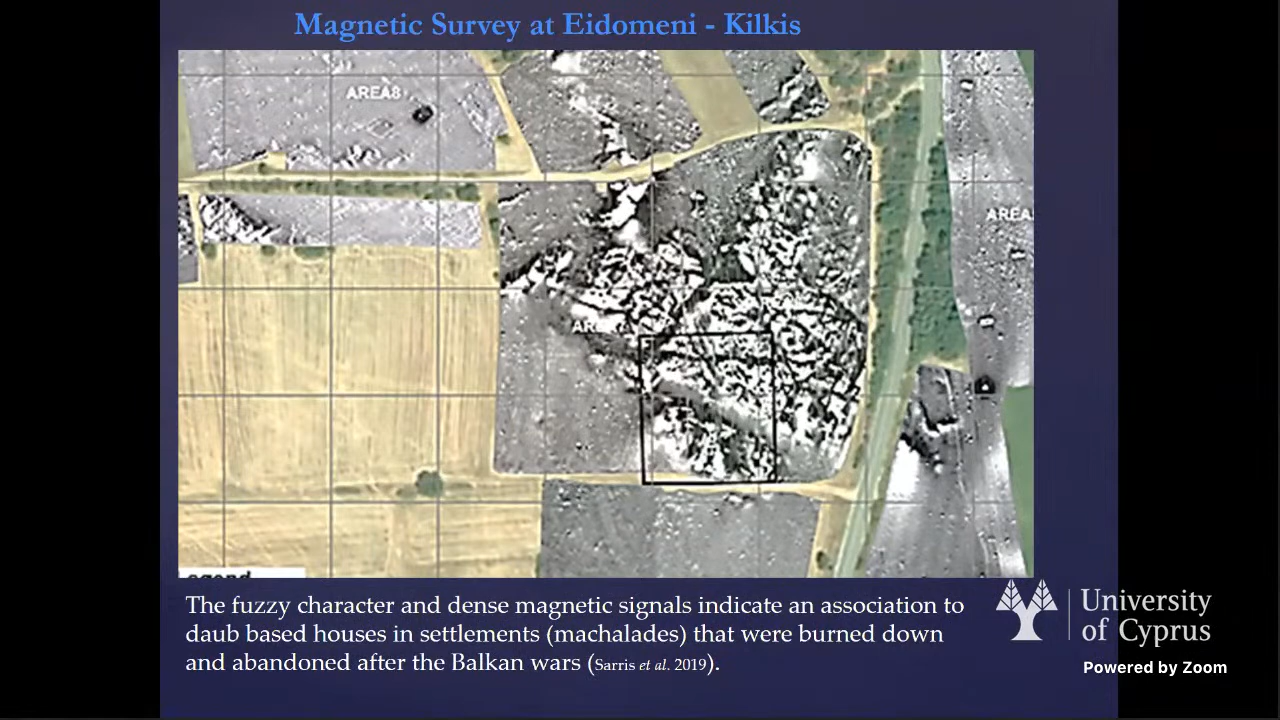 Magnetic Survey at Eidomeni - Kilkis
AREA8
AREA
The fuzzy character and dense magnetic signals indicate an association to
daub based houses in settlements (machalades) that were burned down
and abandoned after the Balkan wars (Sarris et al. 2019).
University
of Cyprus
Powered by Zoom